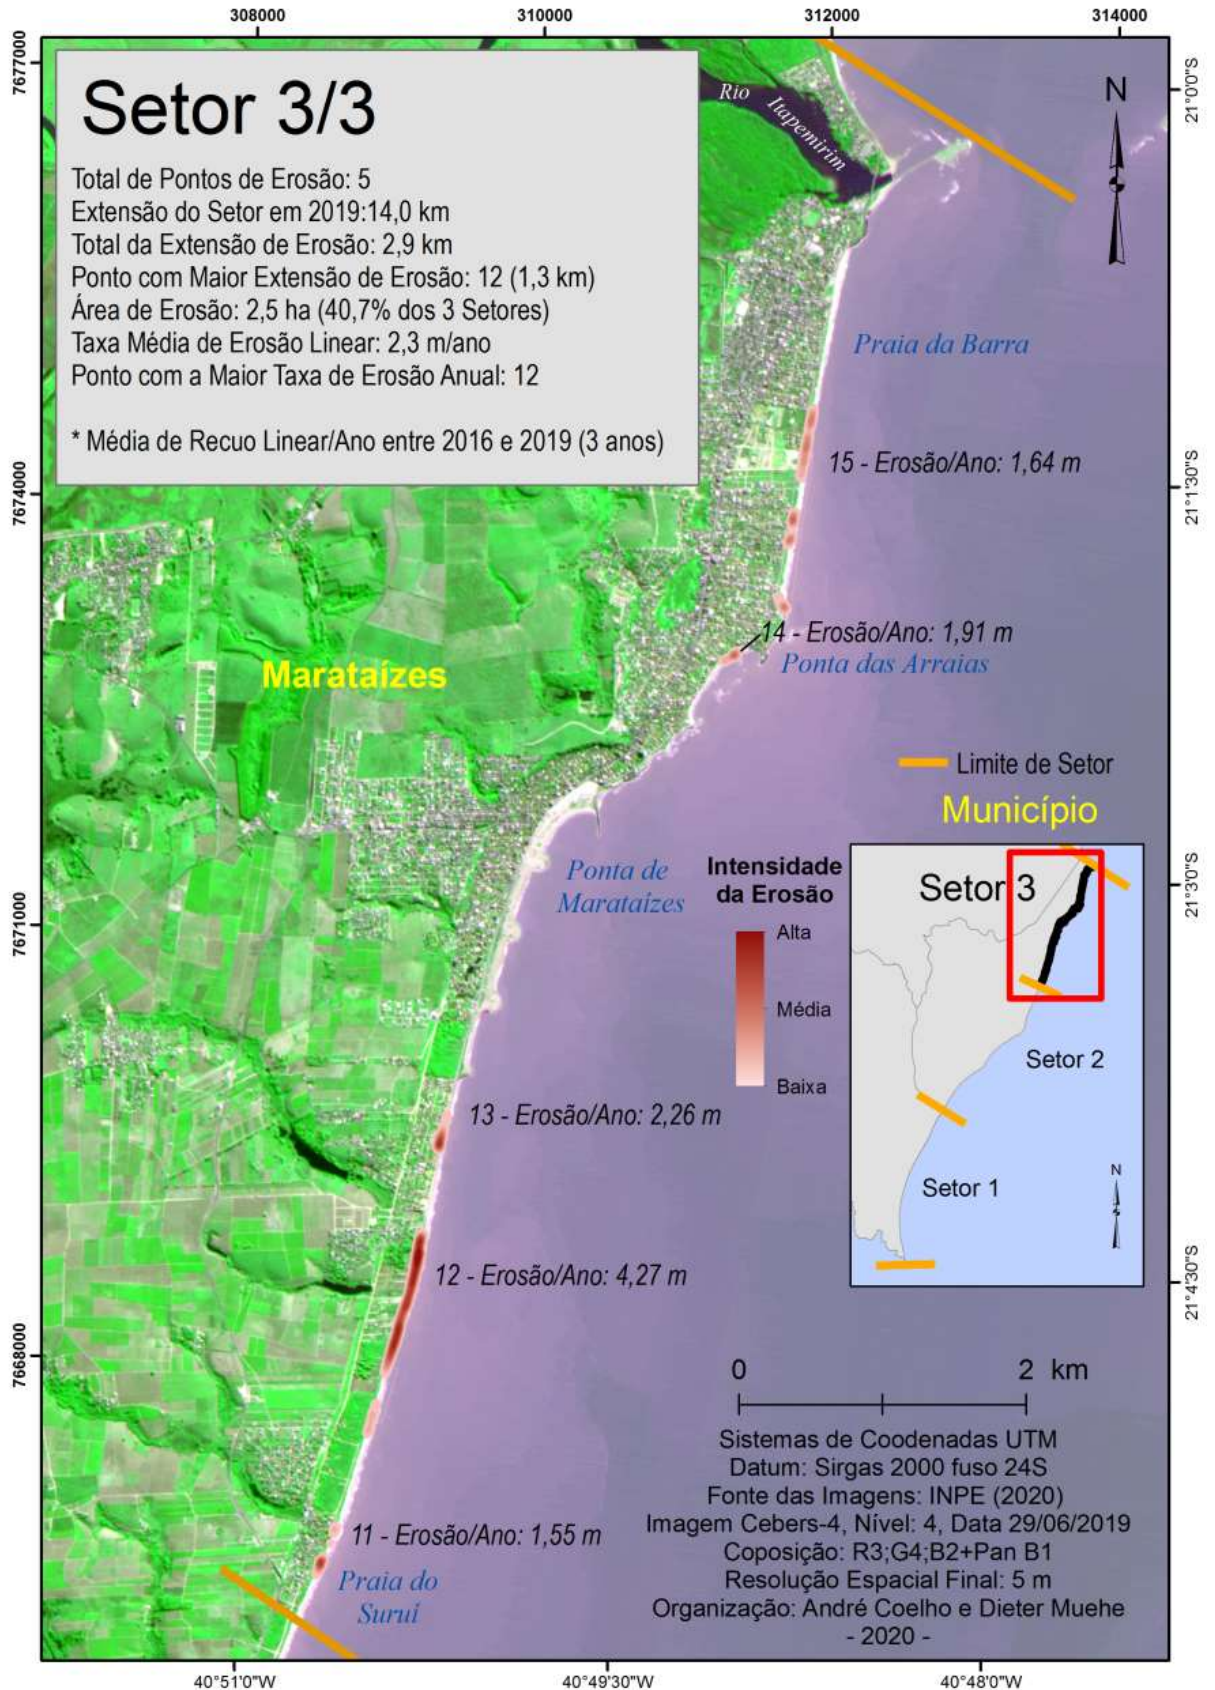 308000
310000
312000
314000
7677000
7674000
7671000
7668000
21°0'0"S
21°1'30"S
21°3'0"S
21°4'30"S
Setor 3/3
Total de Pontos de Erosão: 5
Extensão do Setor em 2019:14,0 km
Total da Extensão de Erosão: 2,9 km
Ponto com Maior Extensão de Erosão: 12 (1,3 km)
Área de Erosão: 2,5 ha (40,7% dos 3 Setores)
Taxa Média de Erosão Linear: 2,3 m/ano
Ponto com a Maior Taxa de Erosão Anual: 12
* Média de Recuo Linear/Ano entre 2016 e 2019 (3 anos)
Rio
Itapemirim
N
Praia da Barra
15 - Erosão/Ano: 1,64 m
14 - Erosão/Ano: 1,91 m
Ponta das Arraias
Marataízes
Limite de Setor
Município
Ponta de
Marataízes
Intensidade
da Erosão
Alta
Média
Baixa
Setor 3
Setor 2
Setor 1
N
13 - Erosão/Ano: 2,26 m
12 - Erosão/Ano: 4,27 m
11 - Erosão/Ano: 1,55 m
Praia do
Suruí
0 2 km
Sistemas de Coodenadas UTM
Datum: Sirgas 2000 fuso 24S
Fonte das Imagens: INPE (2020)
Imagem Cebers-4, Nível: 4, Data 29/06/2019
Coposição: R3;G4;B2+Pan B1
Resolução Espacial Final: 5 m
Organização: André Coelho e Dieter Muehe
- 2020 -
40°51'0"W
40°49'30"W
40°48'0"W